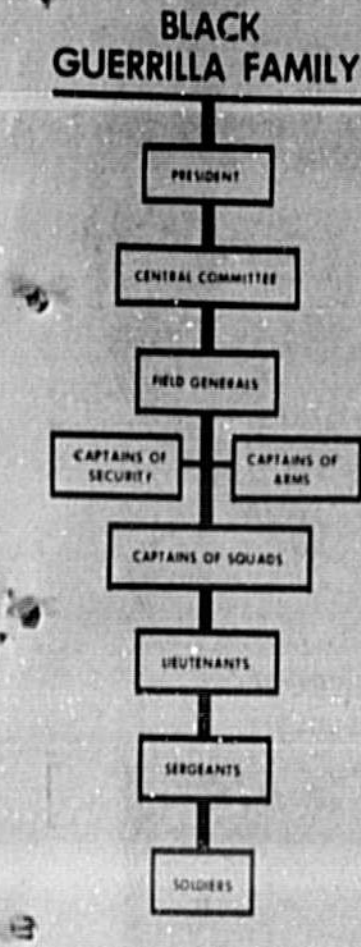 BLACK
GUERRILLA FAMILY
PRESIDENT
CENTRAL COMMITTEE
FIELD GENERALS
CAPTAINS OF
SECURITY
CAPTAINS OF
ARMS
CAPTAINS OF SQUADS
LIEUTENANTS
SERGEANTS
SOLDIERS